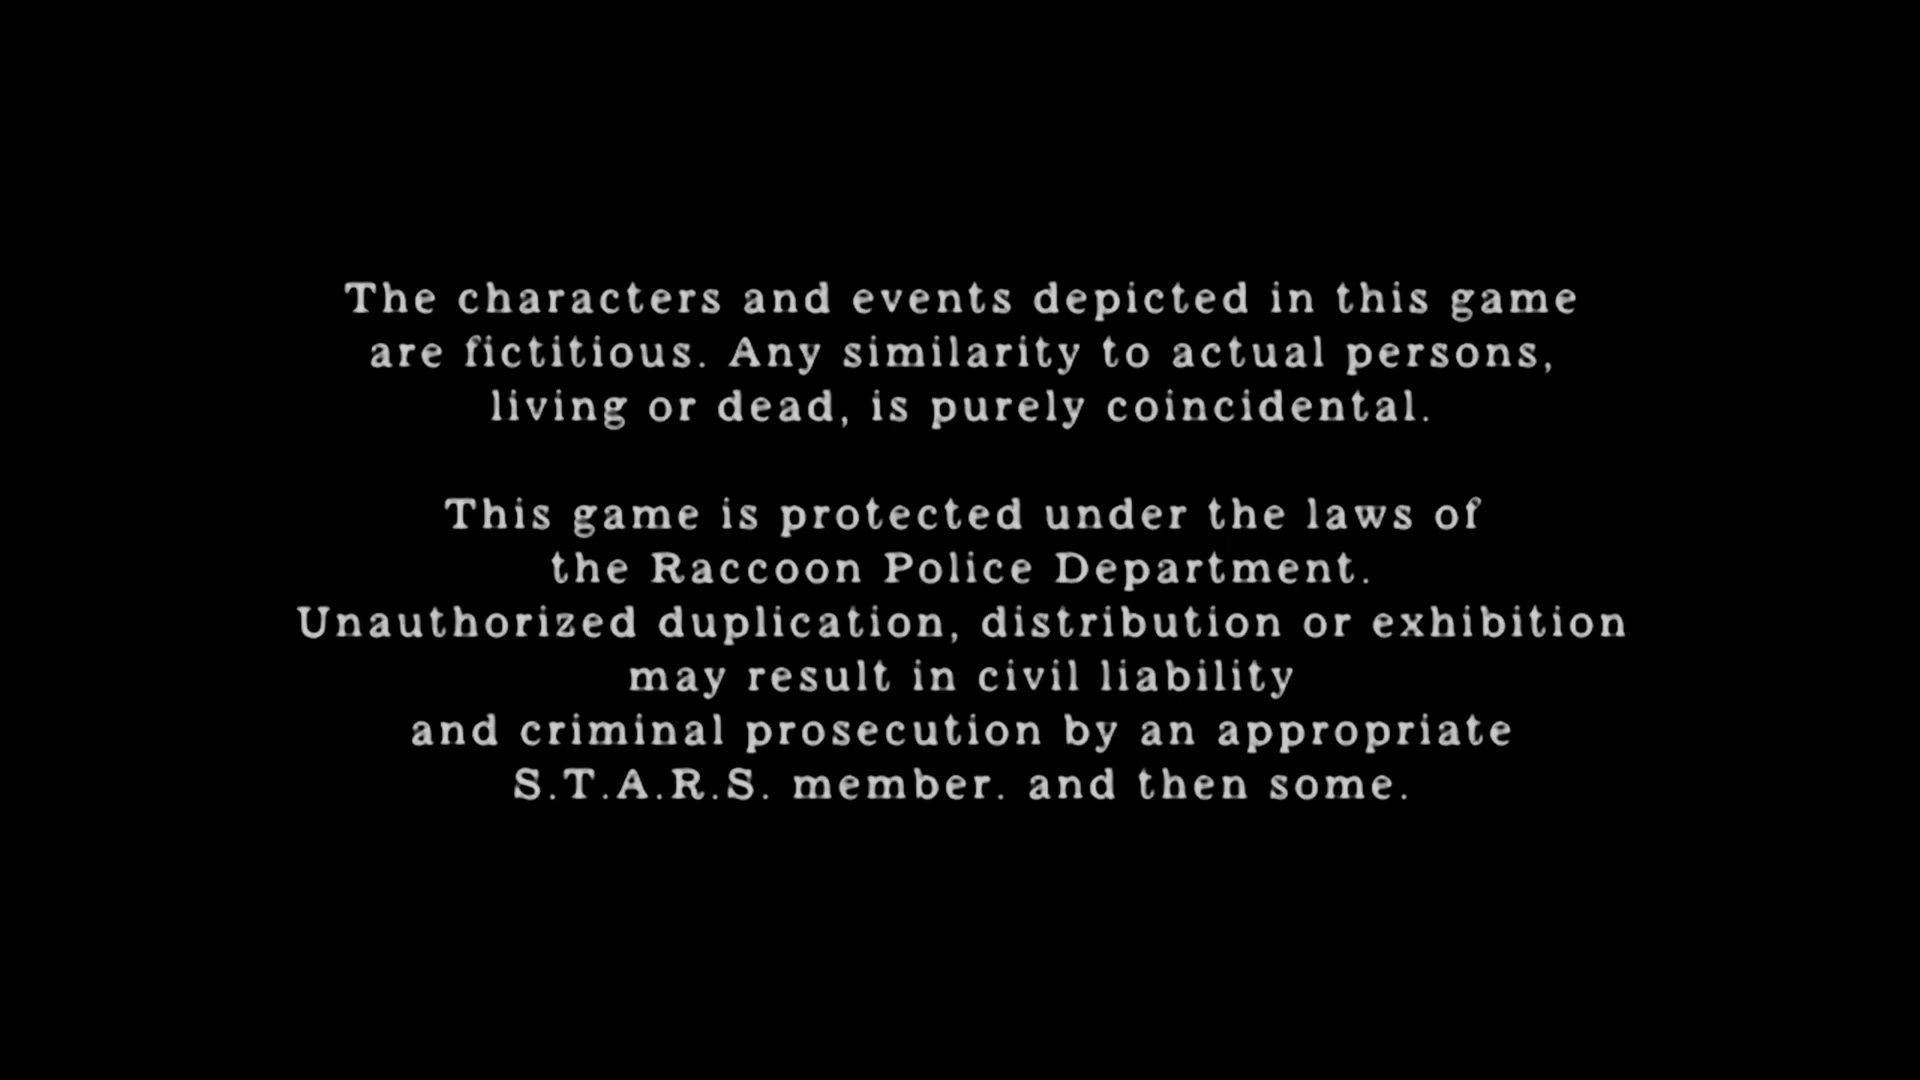 The characters and events depicted in this game
are fictitious. Any similarity to actual persons,
living or dead, is purely coincidental.
This game is protected under the laws of
the Raccoon Police Department.
Unauthorized duplication, distribution or exhibition
may result in civil liability
and criminal prosecution by an appropriate
S.T.A.R.S. member. and then some.